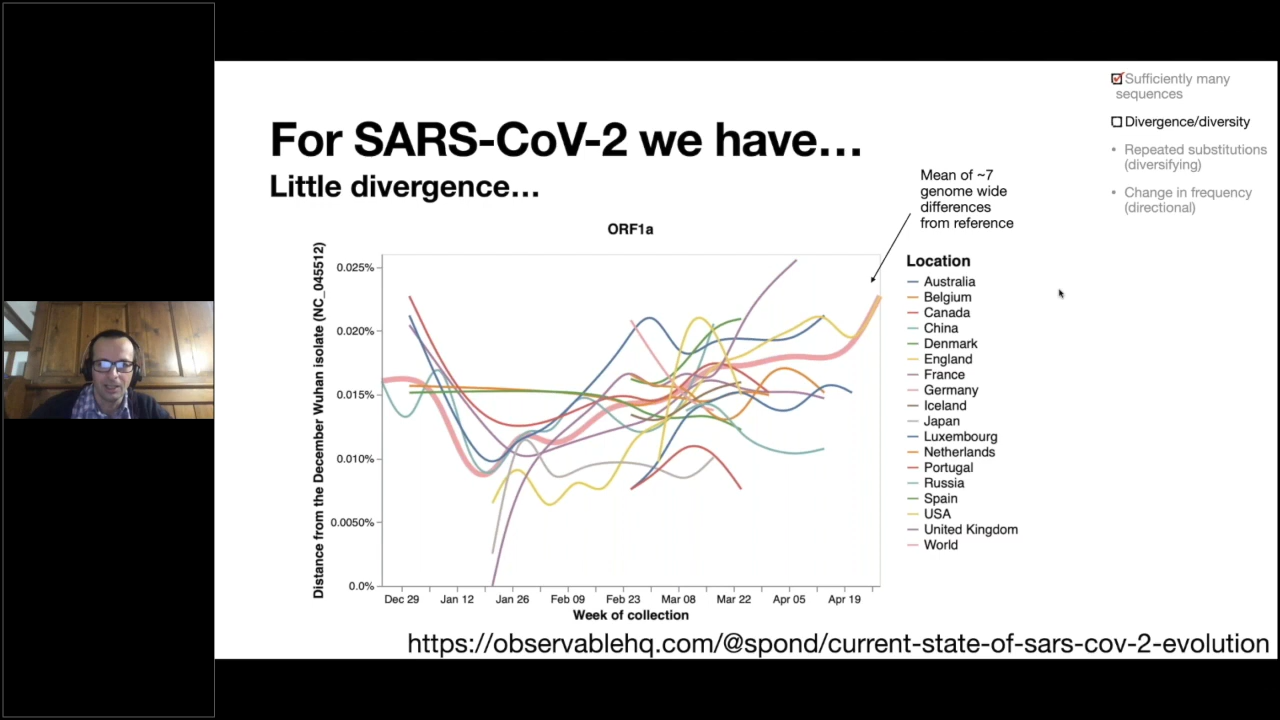 For SARS-CoV-2 we have…
Little divergence…
Sufficiently many
sequences
Divergence/diversity
• Repeated substitutions
(diversifying)
• Change in frequency
(directional)
Mean of ~7
genome wide
differences
from reference
ORF1a
Distance from the December Wuhan isolate (NC_045512)
0.025%
0.020%
0.015%
0.010%
0.0050%
0.0%
Dec 29 Jan 12 Jan 26 Feb 09 Feb 23 Mar 08 Mar 22 Apr 05 Apr 19
Week of collection
Location
Australia
Belgium
Canada
China
Denmark
England
France
Germany
Iceland
Japan
Luxembourg
Netherlands
Portugal
Russia
Spain
USA
United Kingdom
World
https://observablehq.com/@spond/current-state-of-sars-cov-2-evolution